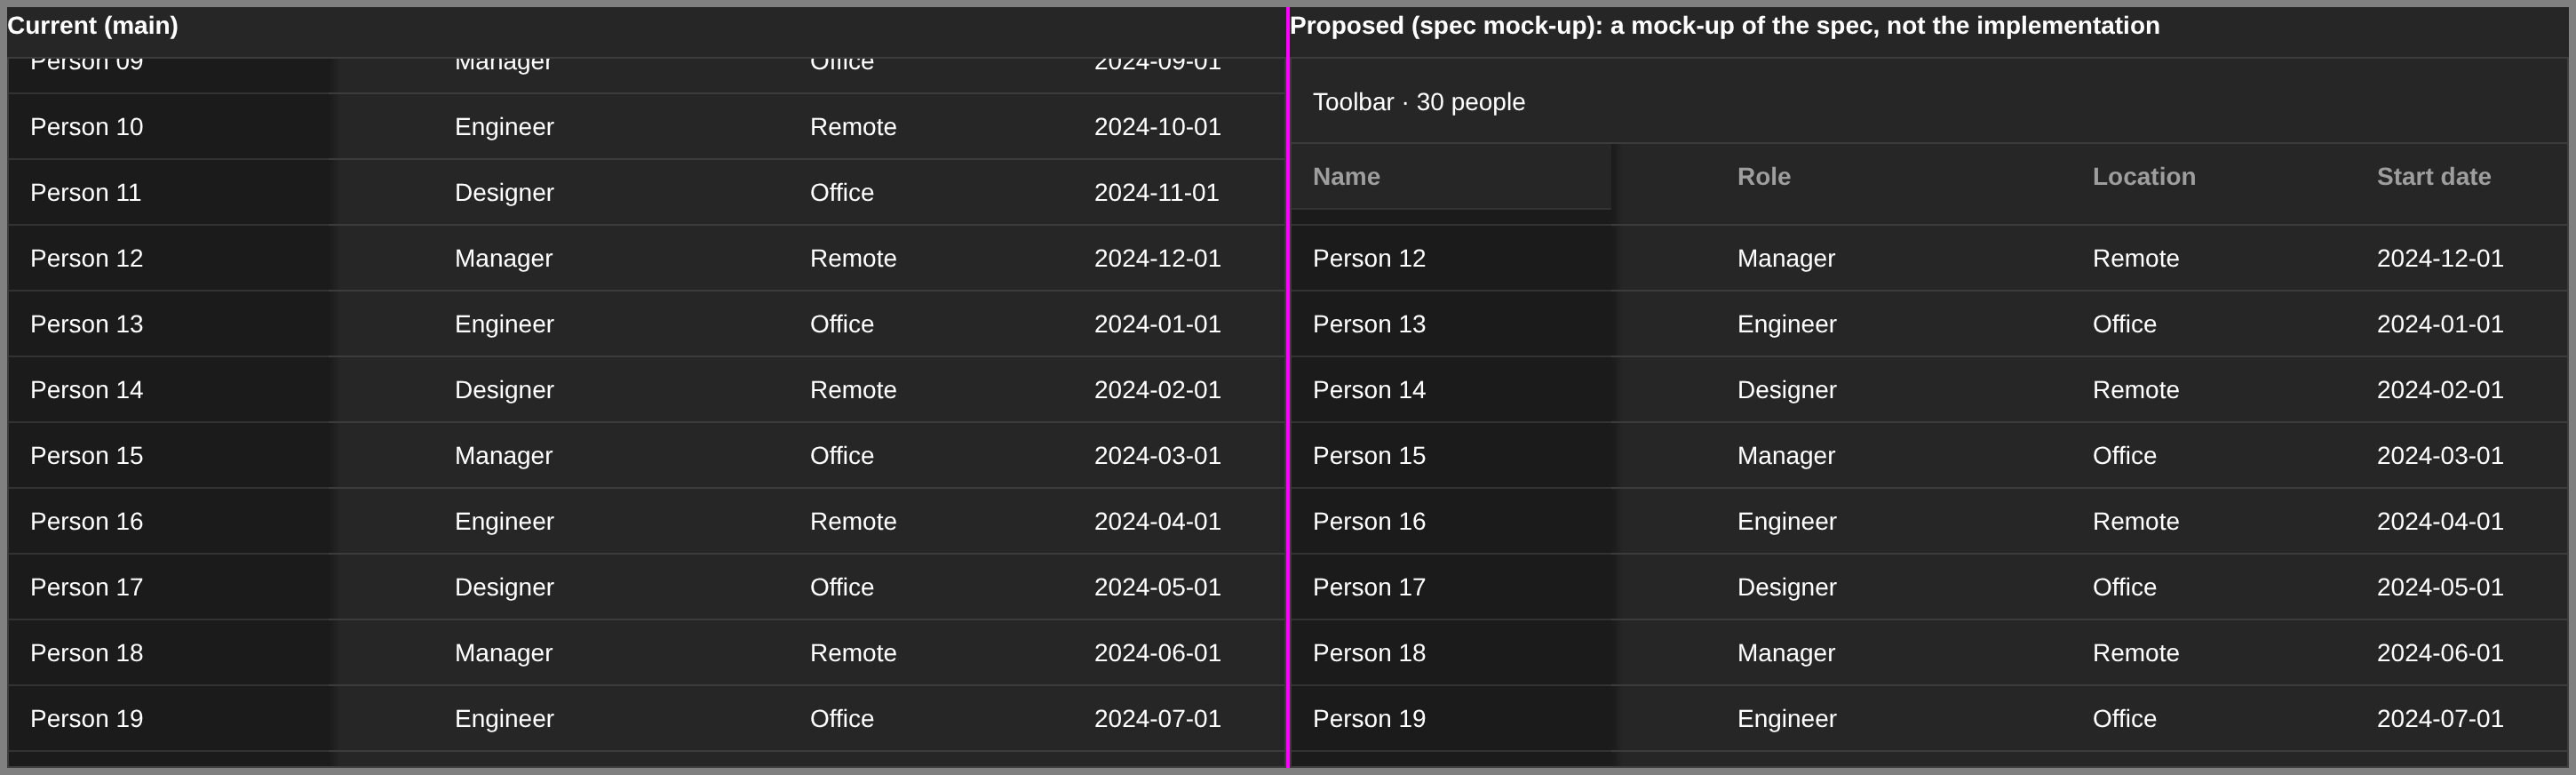 Current (main)
Person 09 Manager Office 2024-09-01
Person 10 Engineer Remote 2024-10-01
Person 11 Designer Office 2024-11-01
Person 12 Manager Remote 2024-12-01
Person 13 Engineer Office 2024-01-01
Person 14 Designer Remote 2024-02-01
Person 15 Manager Office 2024-03-01
Person 16 Engineer Remote 2024-04-01
Person 17 Designer Office 2024-05-01
Person 18 Manager Remote 2024-06-01
Person 19 Engineer Office 2024-07-01
Proposed (spec mock-up): a mock-up of the spec, not the implementation
Toolbar · 30 people
Name Role Location Start date
Person 12 Manager Remote 2024-12-01
Person 13 Engineer Office 2024-01-01
Person 14 Designer Remote 2024-02-01
Person 15 Manager Office 2024-03-01
Person 16 Engineer Remote 2024-04-01
Person 17 Designer Office 2024-05-01
Person 18 Manager Remote 2024-06-01
Person 19 Engineer Office 2024-07-01